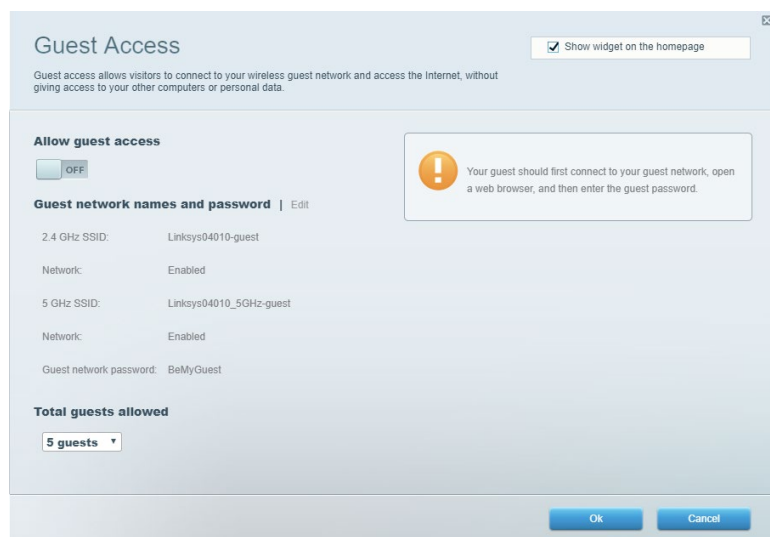 Guest Access
Show widget on the homepage
Guest access allows visitors to connect to your wireless guest network and access the Internet, without
giving access to your other computers or personal data.
Allow guest access
OFF
Your guest should first connect to your guest network, open
a web browser, and then enter the guest password.
Guest network names and password | Edit
2.4 GHz SSID: Linksys04010-guest
Network: Enabled
5 GHz SSID: Linksys04010_5GHz-guest
Network: Enabled
Guest network password: BeMyGuest
Total guests allowed
5 guests
Ok Cancel